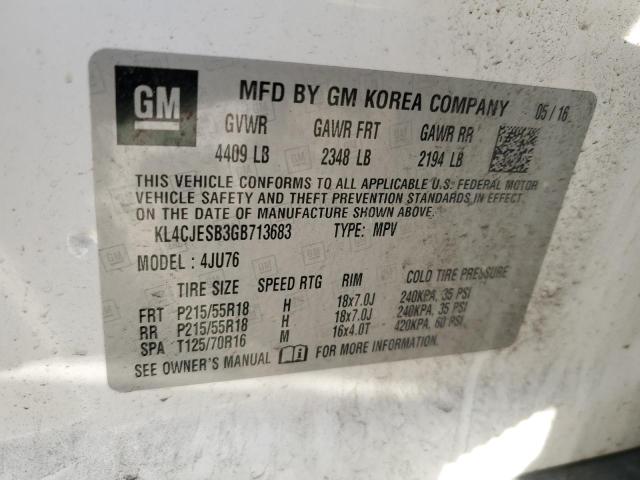 GM MFD BY GM KOREA COMPANY 05/16
GVWR GAWR FRT GAWR RR
4409 LB 2348 LB 2194 LB
THIS VEHICLE CONFORMS TO ALL APPLICABLE U.S. FEDERAL MOTOR
VEHICLE SAFETY AND THEFT PREVENTION STANDARDS IN EFFECT
ON THE DATE OF MANUFACTURE SHOWN ABOVE.
KL4CJESB3GB713683 TYPE: MPV
MODEL : 4JU76
TIRE SIZE SPEED RTG RIM COLD TIRE PRESSURE
FRT P215/55R18 H 18x7.0J 240KPA, 35 PSI
RR P215/55R18 H 18x7.0J 240KPA, 35 PSI
SPA T125/70R16 M 16x4.0T 420KPA, 60 PSI
SEE OWNER'S MANUAL FOR MORE INFORMATION.